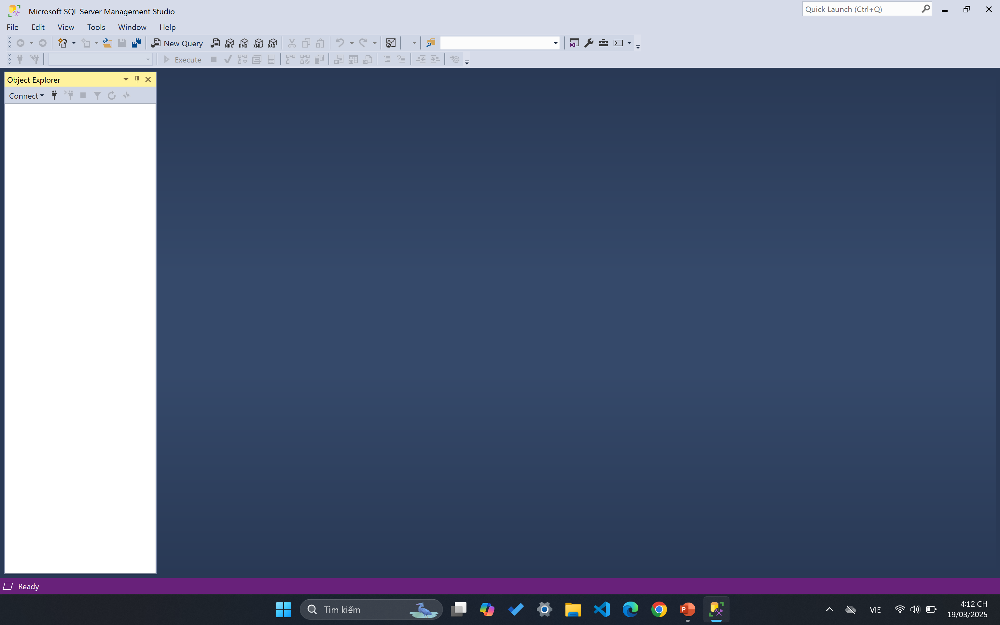 Microsoft SQL Server Management Studio
Quick Launch (Ctrl+Q)
File Edit View Tools Window Help
New Query MDX DMX XMLA DAX
Execute
Object Explorer
Connect
Ready
Tìm kiếm
P
VIE
4:12 CH
19/03/2025